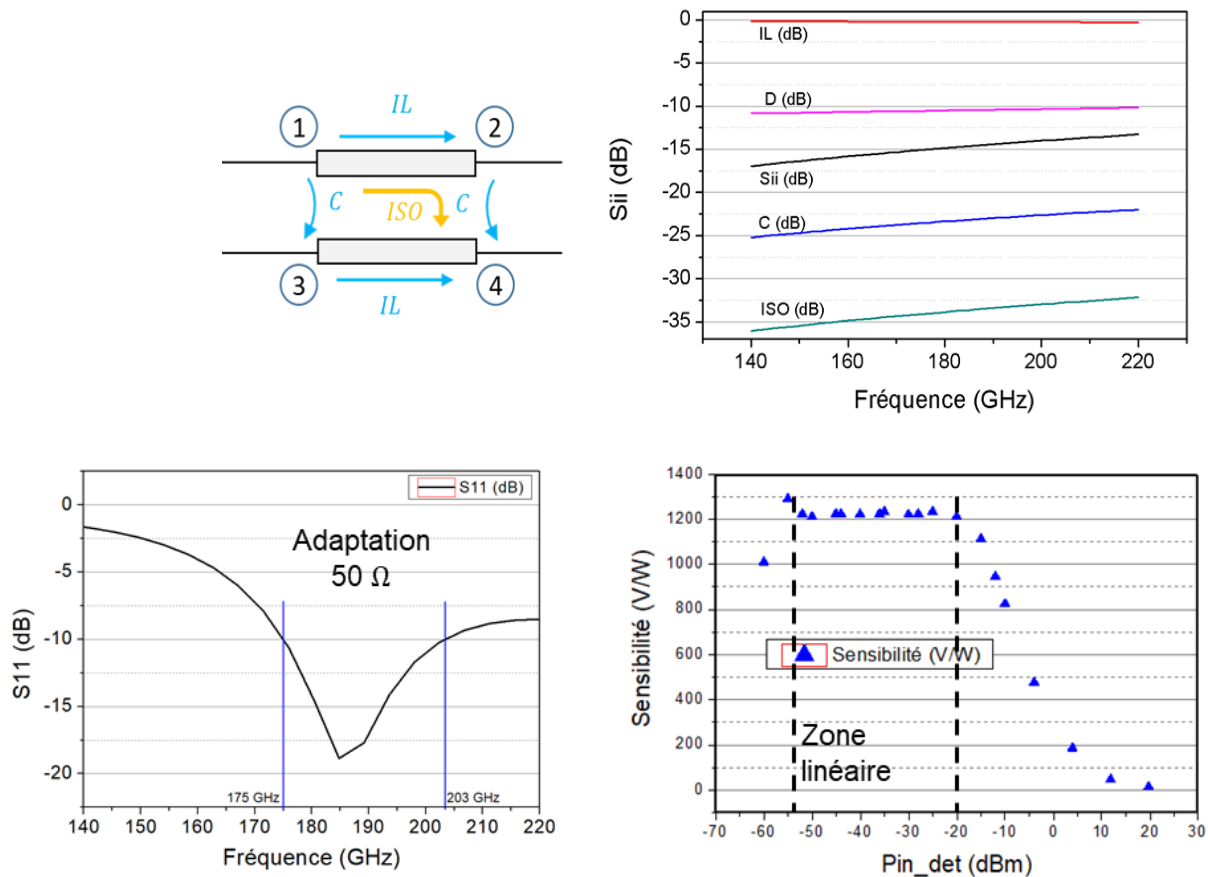 1
IL
2
C
ISO
C
3
IL
4
Sii (dB)
0
-5
-10
-15
-20
-25
-30
-35
IL (dB)
D (dB)
Sii (dB)
C (dB)
ISO (dB)
140
160
180
200
220
Fréquence (GHz)
S11 (dB)
0
-5
-10
-15
-20
S11 (dB)
Adaptation
50 Ω
175 GHz
203 GHz
140
150
160
170
180
190
200
210
220
Fréquence (GHz)
Sensibilité (V/W)
1400
1200
1000
800
600
400
200
0
Sensibilité (V/W)
Zone
linéaire
-70
-60
-50
-40
-30
-20
-10
0
10
20
30
Pin_det (dBm)